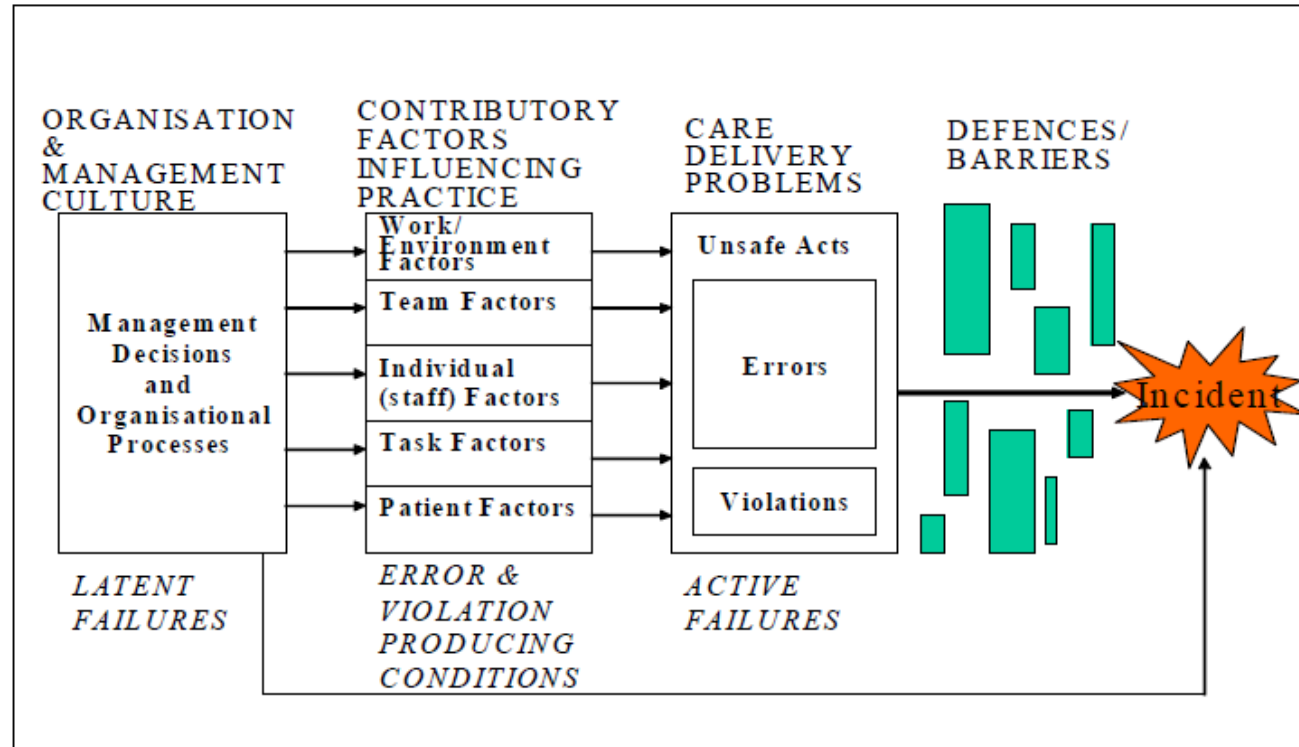 ORGANISATION
&
MANAGEMENT
CULTURE
Management
Decisions
and
Organisational
Processes
LATENT
FAILURES
CONTRIBUTORY
FACTORS
INFLUENCING
PRACTICE
Work/
Environment
Factors
Team Factors
Individual
(staff) Factors
Task Factors
Patient Factors
ERROR &
VIOLATION
PRODUCING
CONDITIONS
CARE
DELIVERY
PROBLEMS
Unsafe Acts
Errors
Violations
ACTIVE
FAILURES
DEFENCES/
BARRIERS
Incident